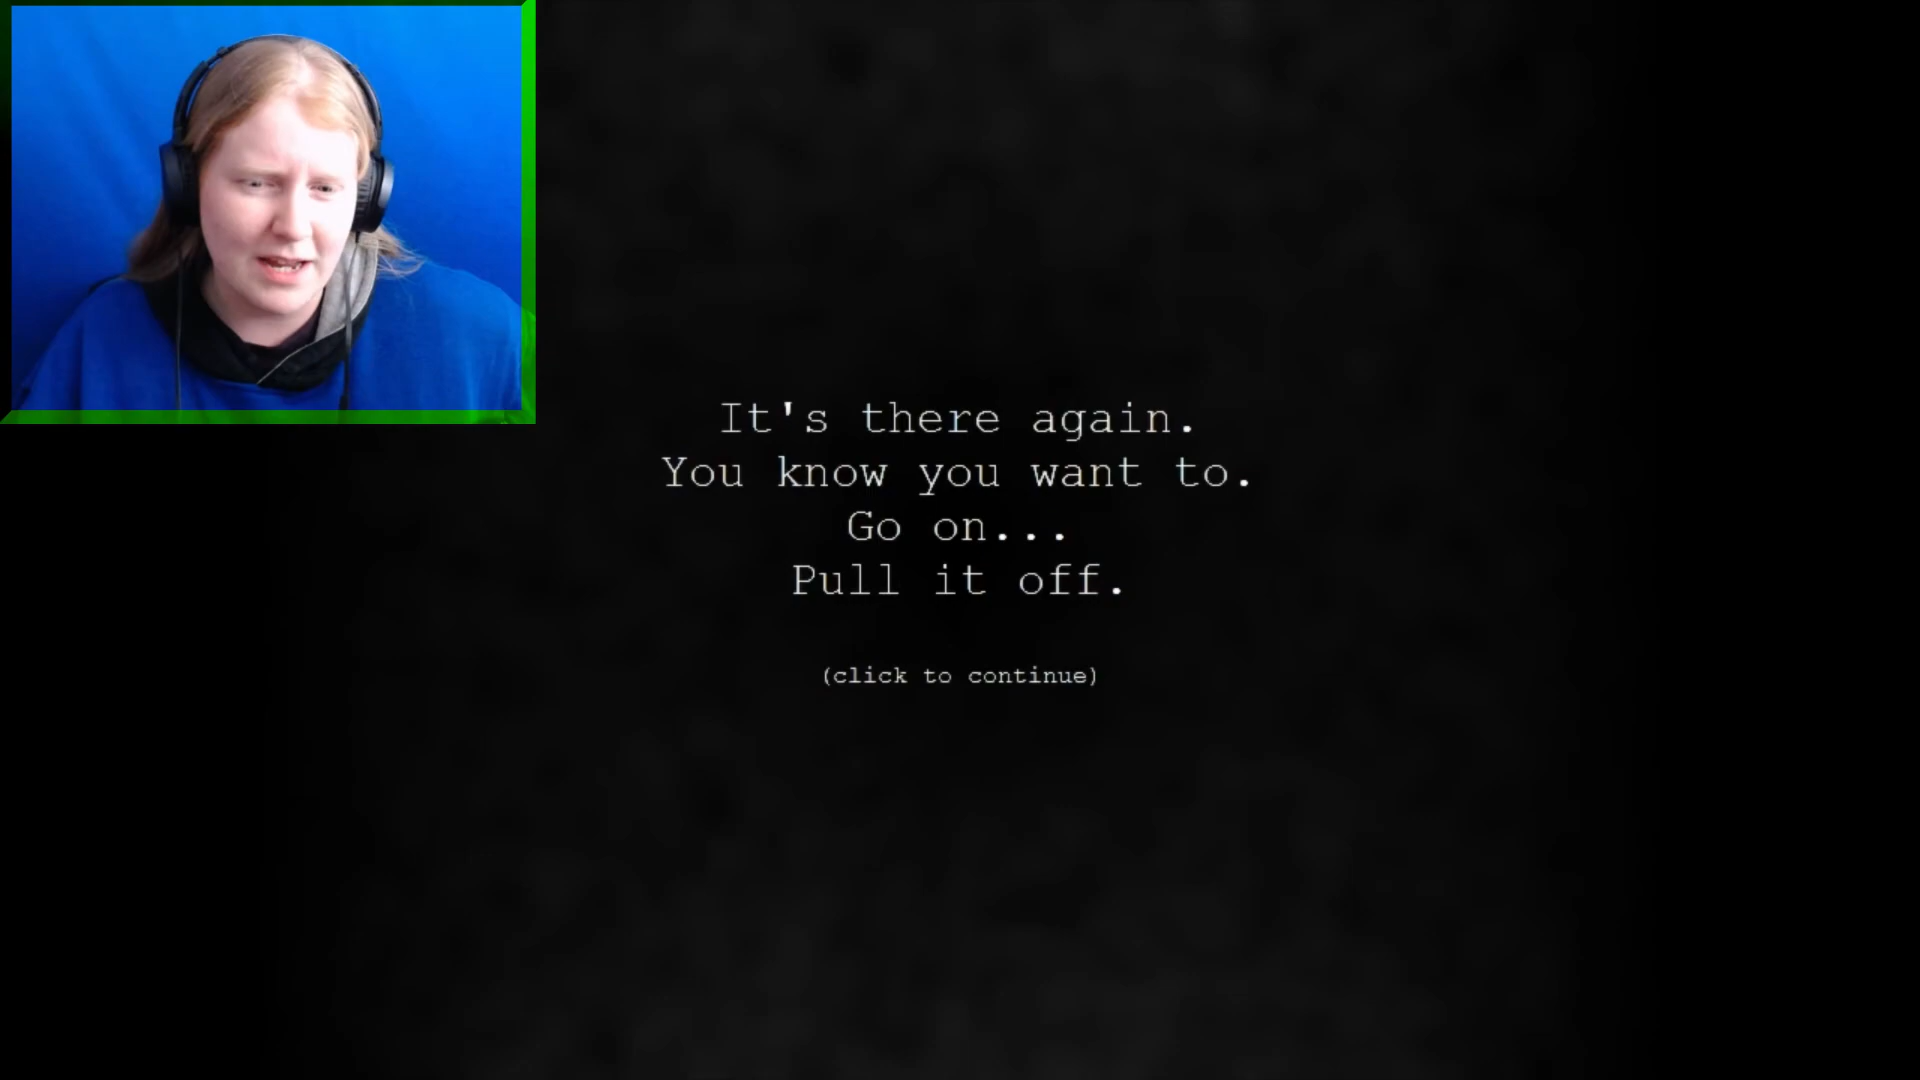 It's there again.
You know you want to.
Go on...
Pull it off.
(click to continue)